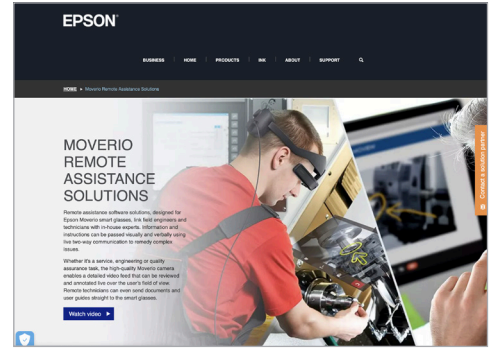 EPSON®
BUSINESS HOME PRODUCTS INK ABOUT SUPPORT
HOME Moverio Remote Assistance Solutions
MOVERIO
REMOTE
ASSISTANCE
SOLUTIONS
Remote assistance software solutions, designed for
Epson Moverio smart glasses, link field engineers and
technicians with in-house experts. Information and
instructions can be passed visually and verbally using
live two-way communication to remedy complex
issues.
Whether it's a service, engineering or quality
assurance task, the high-quality Moverio camera
enables a detailed video feed that can be reviewed
and annotated live over the user's field of view.
Remote technicians can even send documents and
user guides straight to the smart glasses.
Watch video
Contact a solution partner